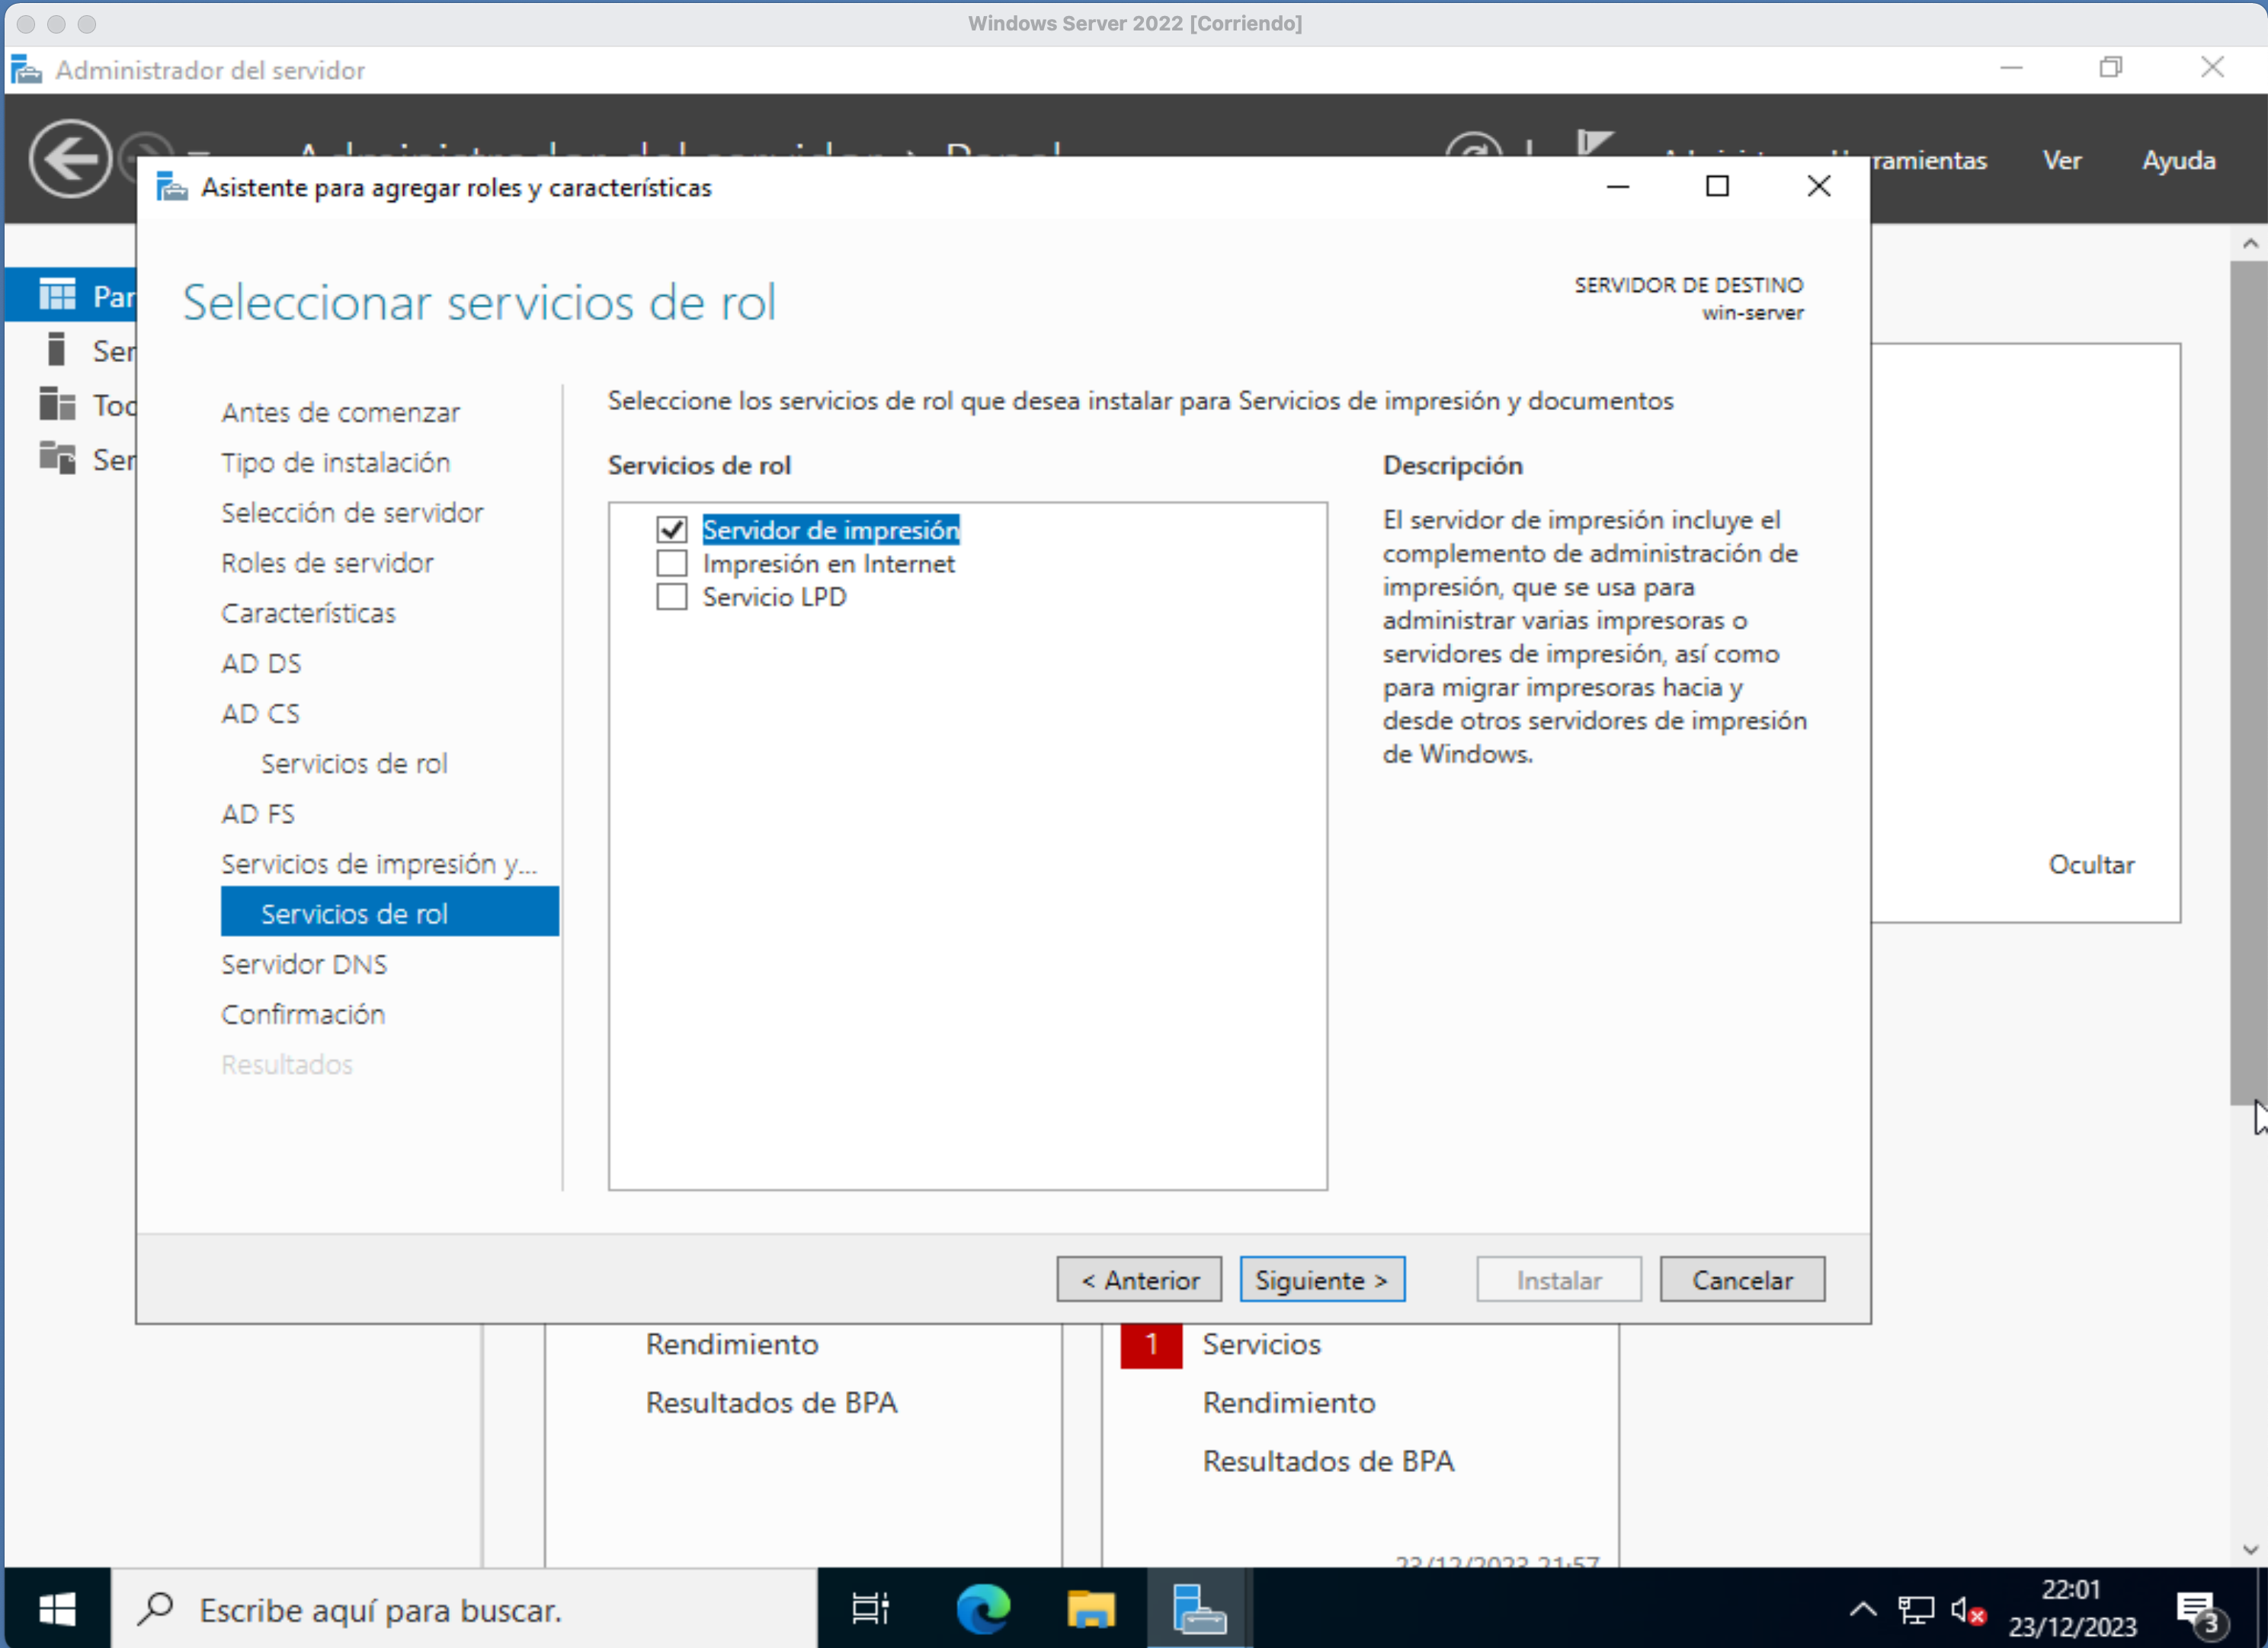 Windows Server 2022 [Corriendo]
Administrador del servidor
Ver
Ayuda
Asistente para agregar roles y características
Seleccionar servicios de rol
SERVIDOR DE DESTINO
win-server
Antes de comenzar
Tipo de instalación
Selección de servidor
Roles de servidor
Características
AD DS
AD CS
Servicios de rol
AD FS
Servicios de impresión y...
Servicios de rol
Servidor DNS
Confirmación
Resultados
Seleccione los servicios de rol que desea instalar para Servicios de impresión y documentos
Servicios de rol
Servidor de impresión
Impresión en Internet
Servicio LPD
Descripción
El servidor de impresión incluye el
complemento de administración de
impresión, que se usa para
administrar varias impresoras o
servidores de impresión, así como
para migrar impresoras hacia y
desde otros servidores de impresión
de Windows.
Par
Ser
Toc
Ser
Ocultar
< Anterior
Siguiente >
Instalar
Cancelar
Rendimiento
Resultados de BPA
1 Servicios
Rendimiento
Resultados de BPA
23/12/2023 21:57
Escribe aquí para buscar.
22:01
23/12/2023
3